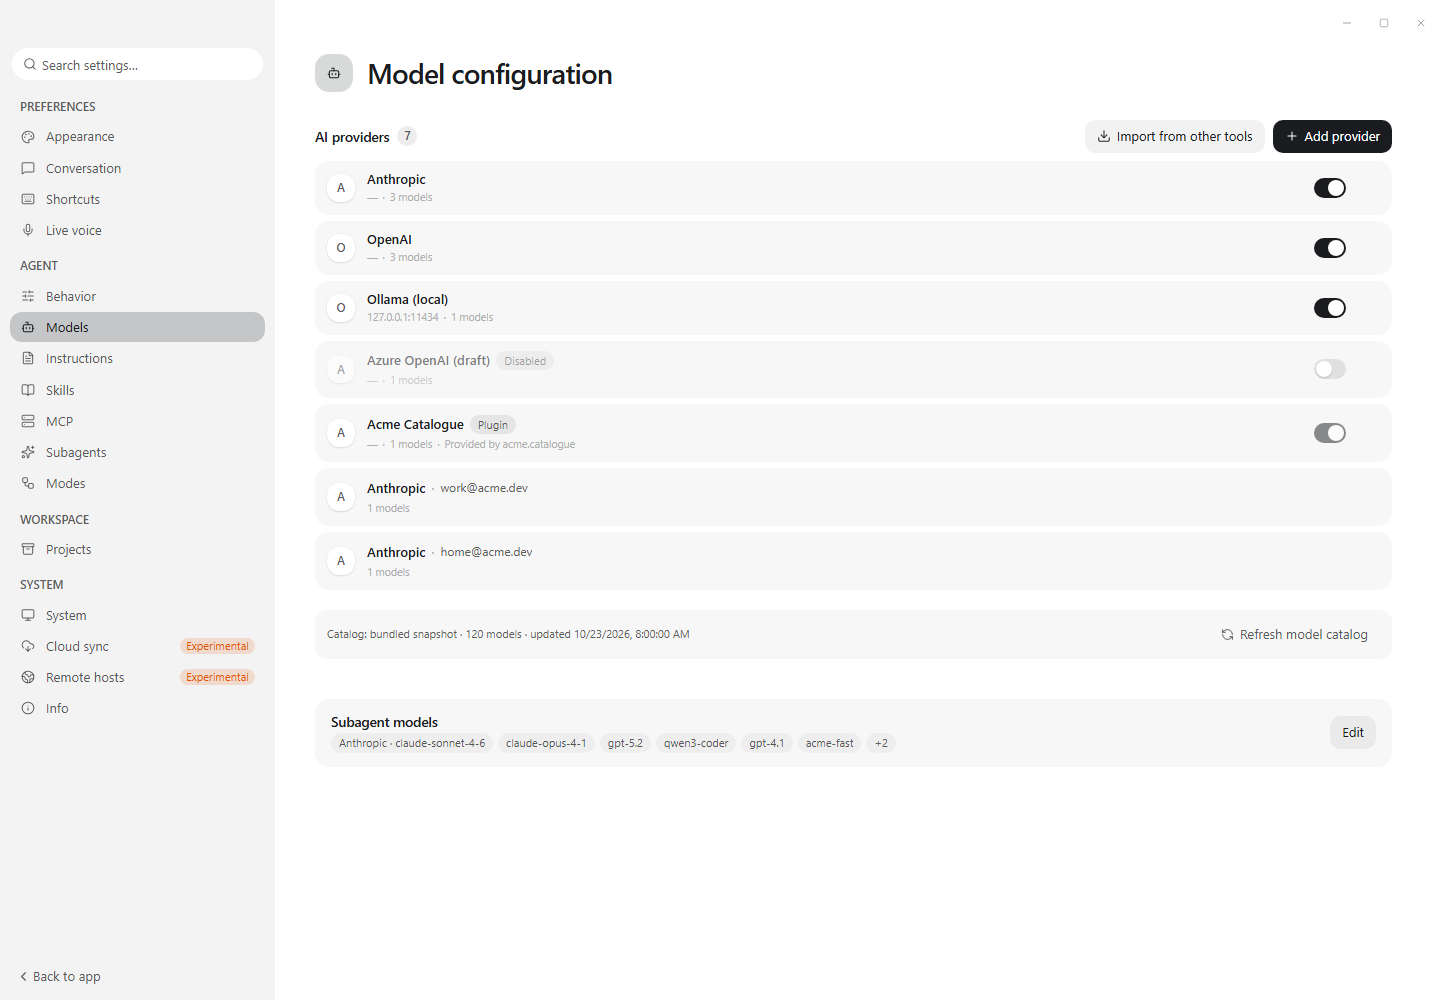 Search settings...
PREFERENCES
Appearance
Conversation
Shortcuts
Live voice
AGENT
Behavior
Models
Instructions
Skills
MCP
Subagents
Modes
WORKSPACE
Projects
SYSTEM
System
Cloud sync Experimental
Remote hosts Experimental
Info
Back to app
Model configuration
AI providers 7
Import from other tools
Add provider
A
Anthropic
— · 3 models
O
OpenAI
— · 3 models
O
Ollama (local)
127.0.0.1:11434 · 1 models
A
Azure OpenAI (draft) Disabled
— · 1 models
A
Acme Catalogue Plugin
— · 1 models · Provided by acme.catalogue
A
Anthropic · work@acme.dev
1 models
A
Anthropic · home@acme.dev
1 models
Catalog: bundled snapshot · 120 models · updated 10/23/2026, 8:00:00 AM
Refresh model catalog
Subagent models
Anthropic · claude-sonnet-4-6 claude-opus-4-1 gpt-5.2 qwen3-coder gpt-4.1 acme-fast +2
Edit